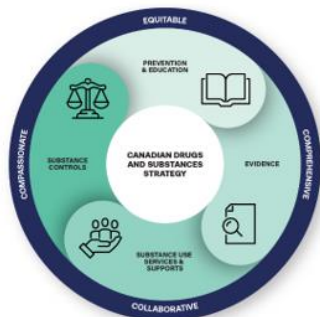 EQUITABLE
PREVENTION
& EDUCATION
COMPASSIONATE
SUBSTANCE
CONTROLS
CANADIAN DRUGS
AND SUBSTANCES
STRATEGY
EVIDENCE
COMPREHENSIVE
SUBSTANCE USE
SERVICES &
SUPPORTS
COLLABORATIVE